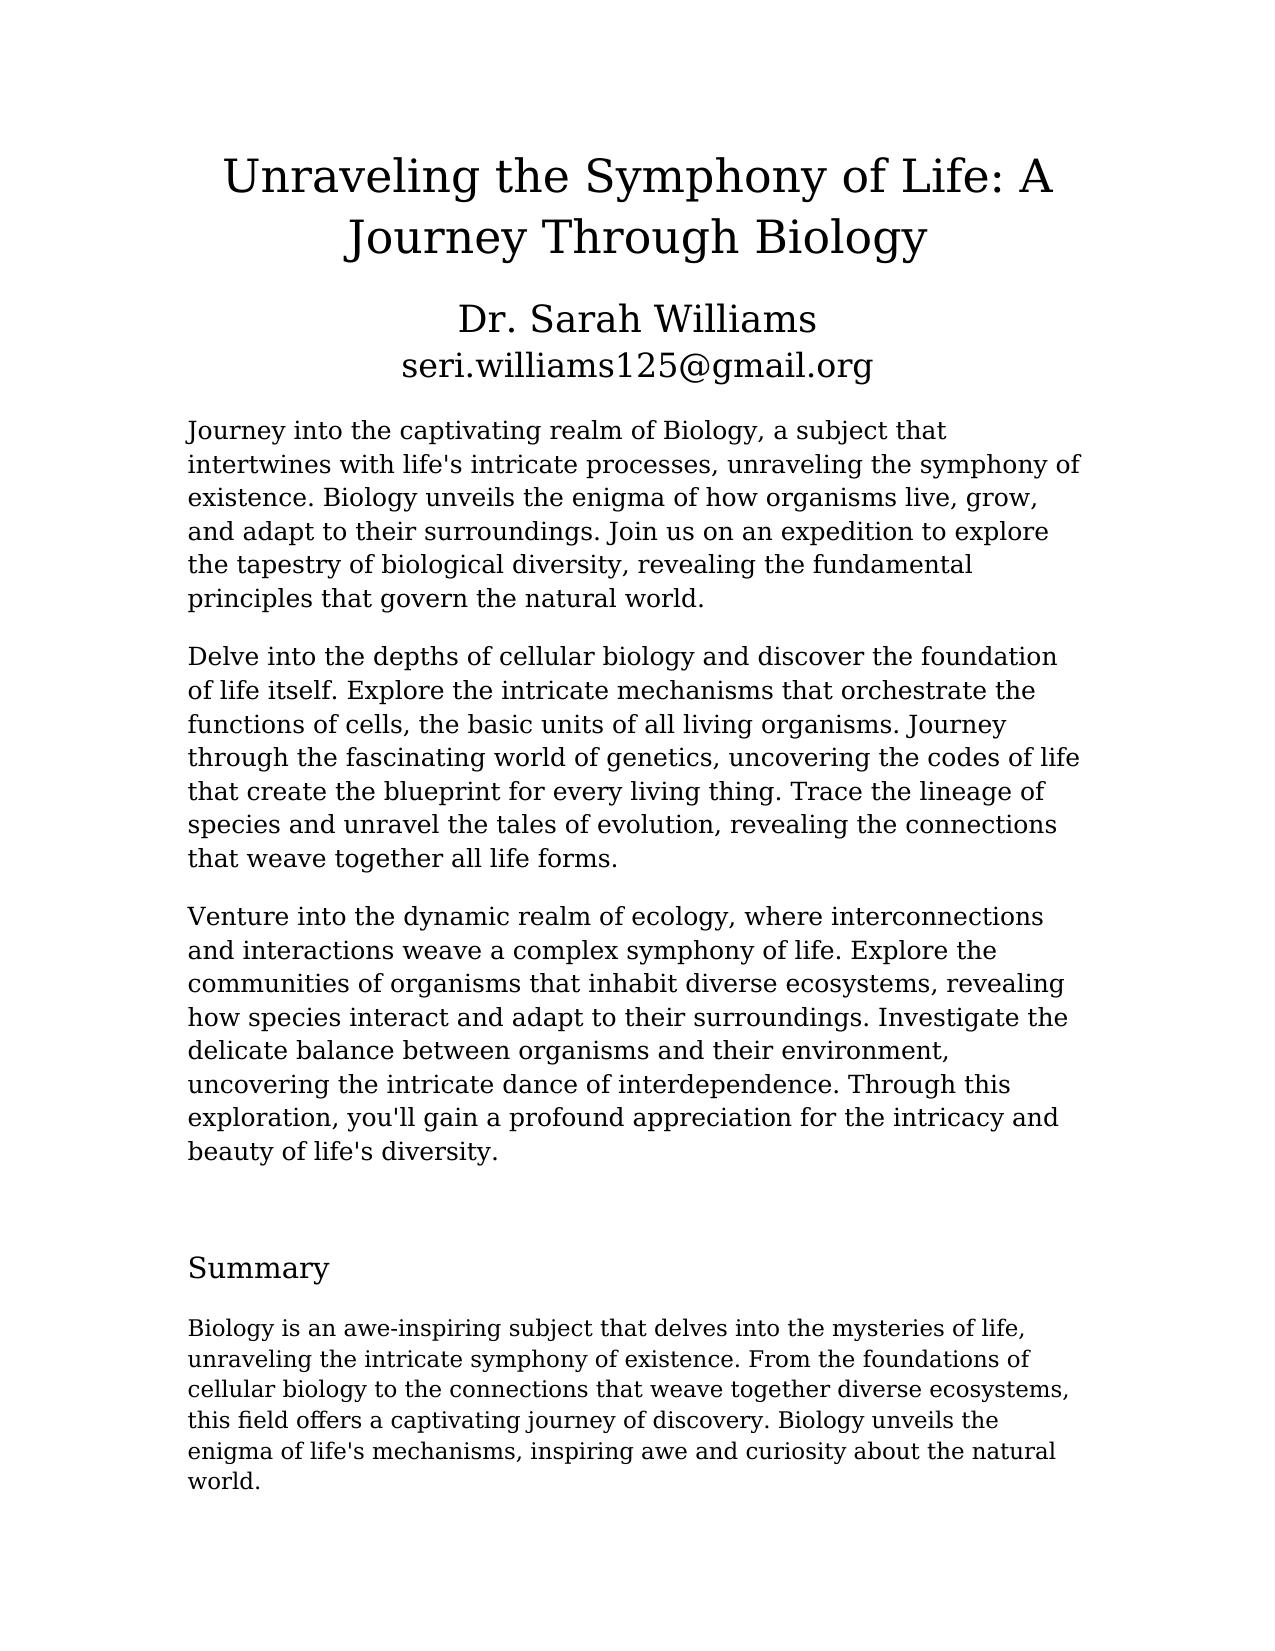 Unraveling the Symphony of Life: A
Journey Through Biology
Dr. Sarah Williams
seri.williams125@gmail.org
Journey into the captivating realm of Biology, a subject that
intertwines with life's intricate processes, unraveling the symphony of
existence. Biology unveils the enigma of how organisms live, grow,
and adapt to their surroundings. Join us on an expedition to explore
the tapestry of biological diversity, revealing the fundamental
principles that govern the natural world.
Delve into the depths of cellular biology and discover the foundation
of life itself. Explore the intricate mechanisms that orchestrate the
functions of cells, the basic units of all living organisms. Journey
through the fascinating world of genetics, uncovering the codes of life
that create the blueprint for every living thing. Trace the lineage of
species and unravel the tales of evolution, revealing the connections
that weave together all life forms.
Venture into the dynamic realm of ecology, where interconnections
and interactions weave a complex symphony of life. Explore the
communities of organisms that inhabit diverse ecosystems, revealing
how species interact and adapt to their surroundings. Investigate the
delicate balance between organisms and their environment,
uncovering the intricate dance of interdependence. Through this
exploration, you'll gain a profound appreciation for the intricacy and
beauty of life's diversity.
Summary
Biology is an awe-inspiring subject that delves into the mysteries of life,
unraveling the intricate symphony of existence. From the foundations of
cellular biology to the connections that weave together diverse ecosystems,
this field offers a captivating journey of discovery. Biology unveils the
enigma of life's mechanisms, inspiring awe and curiosity about the natural
world.